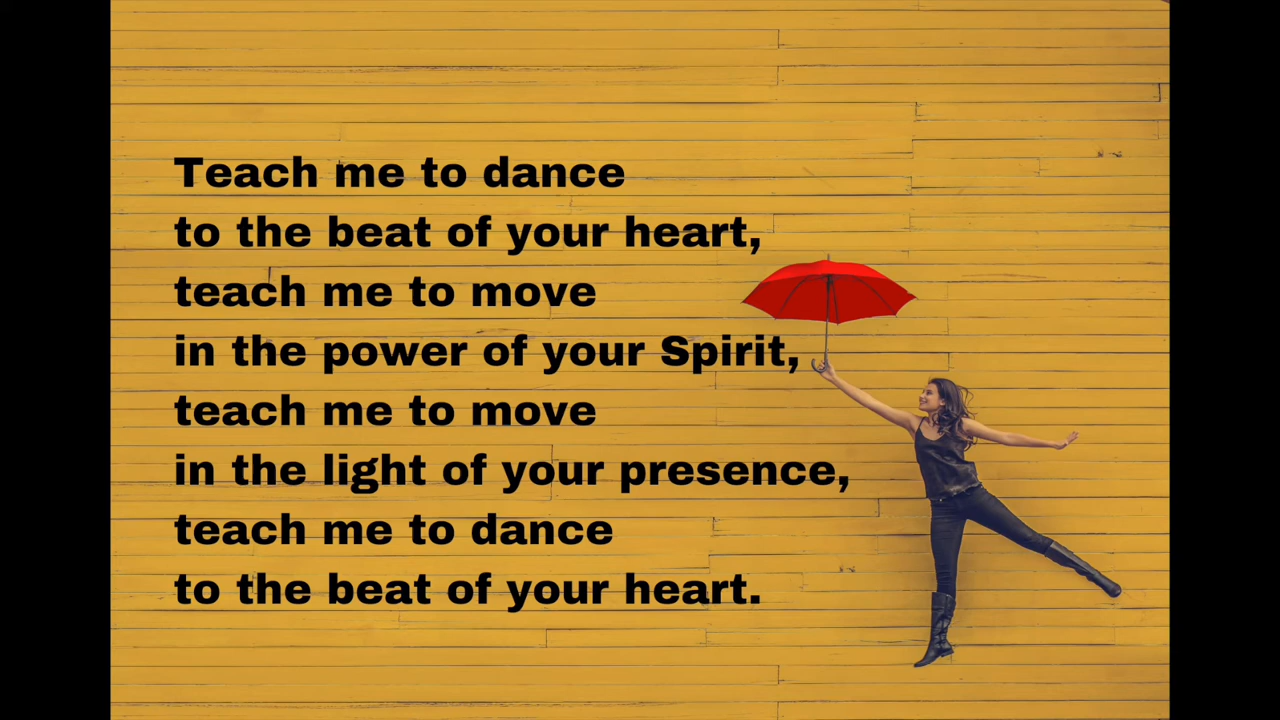 Teach me to dance
to the beat of your heart,
teach me to move
in the power of your Spirit,
teach me to move
in the light of your presence,
teach me to dance
to the beat of your heart.